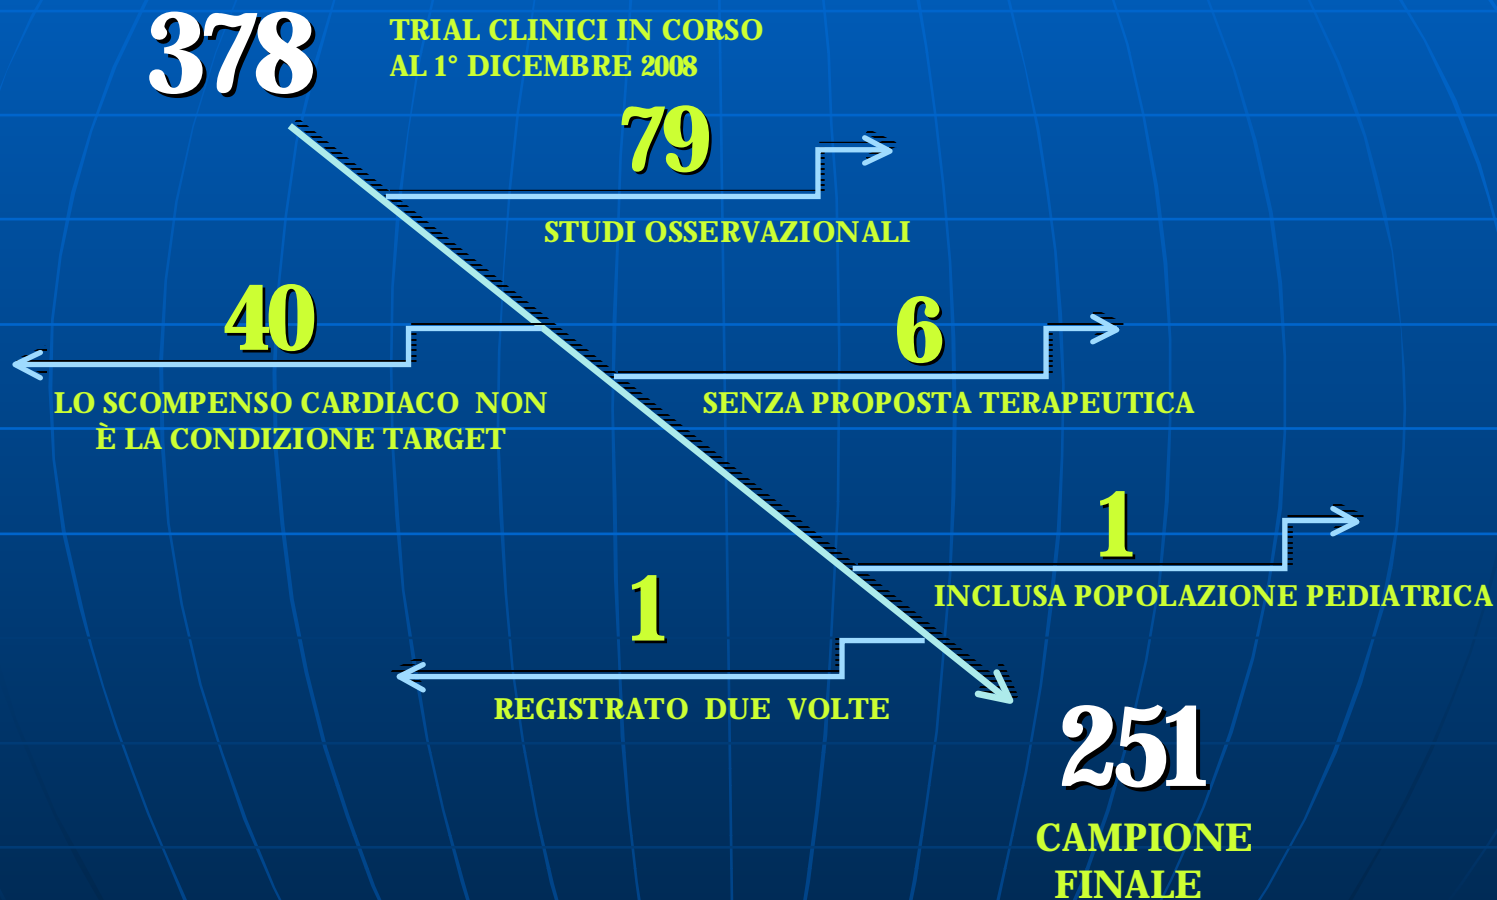 378
TRIAL CLINICI IN CORSO
AL 1° DICEMBRE 2008
79
STUDI OSSERVAZIONALI
40
LO SCOMPENSO CARDIACO NON
È LA CONDIZIONE TARGET
6
SENZA PROPOSTA TERAPEUTICA
1
INCLUSA POPOLAZIONE PEDIATRICA
1
REGISTRATO DUE VOLTE
251
CAMPIONE
FINALE